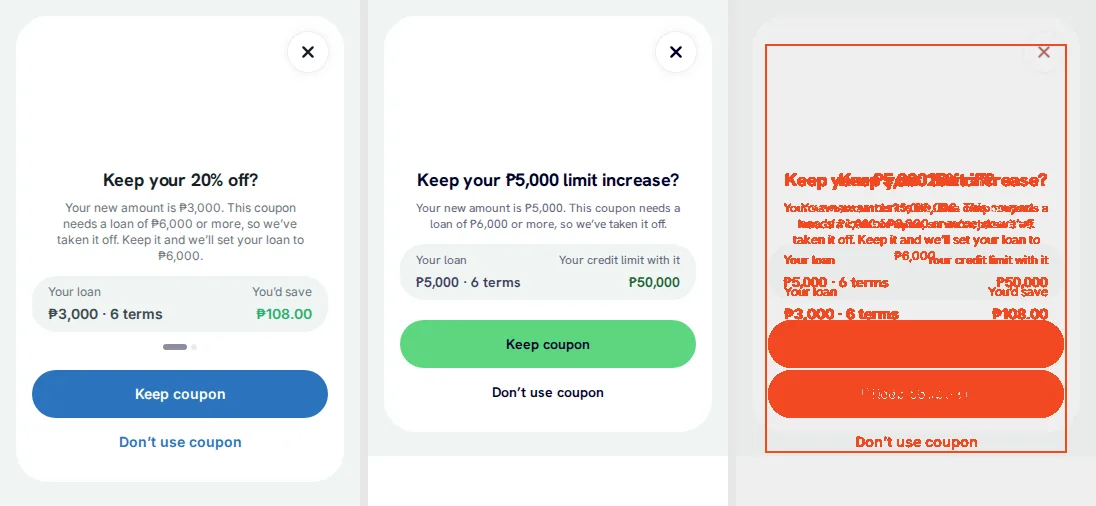 Keep your 20% off?
Your new amount is ₱3,000. This coupon
needs a loan of ₱6,000 or more, so we've
taken it off. Keep it and we'll set your loan to
₱6,000.
Your loan
You'd save
₱3,000 · 6 terms
₱108.00
Keep coupon
Don't use coupon
Keep your ₱5,000 limit increase?
Your new amount is ₱5,000. This coupon needs a
loan of ₱6,000 or more, so we've taken it off.
Your loan
Your credit limit with it
₱5,000 · 6 terms
₱50,000
Keep coupon
Don't use coupon
taken it off. Keep it and we'll set your loan to
₱6,000.
Your loan
Your credit limit with it
₱5,000 · 6 terms
₱50,000
Your loan
You'd save
₱3,000 · 6 terms
₱108.00
Don't use coupon